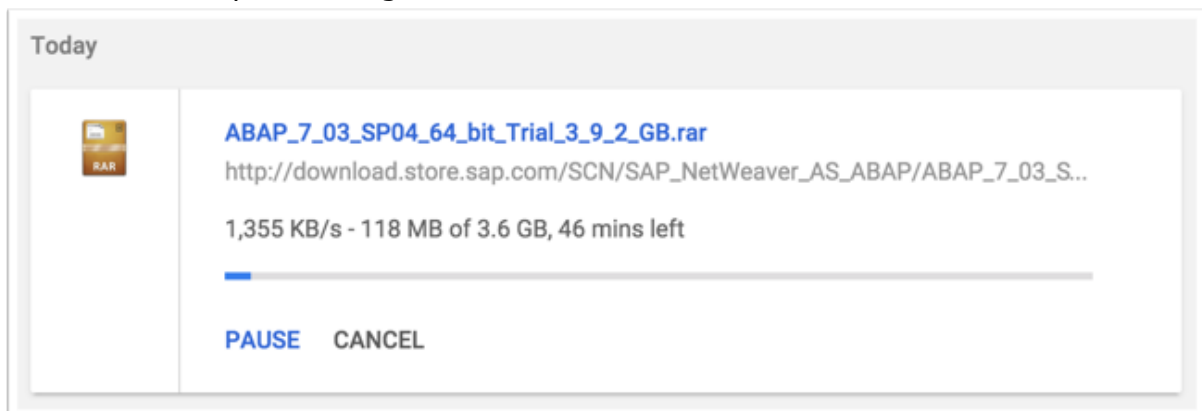 Today
RAR
ABAP_7_03_SP04_64_bit_Trial_3_9_2_GB.rar
http://download.store.sap.com/SCN/SAP_NetWeaver_AS_ABAP/ABAP_7_03_S...
1,355 KB/s - 118 MB of 3.6 GB, 46 mins left
PAUSE CANCEL